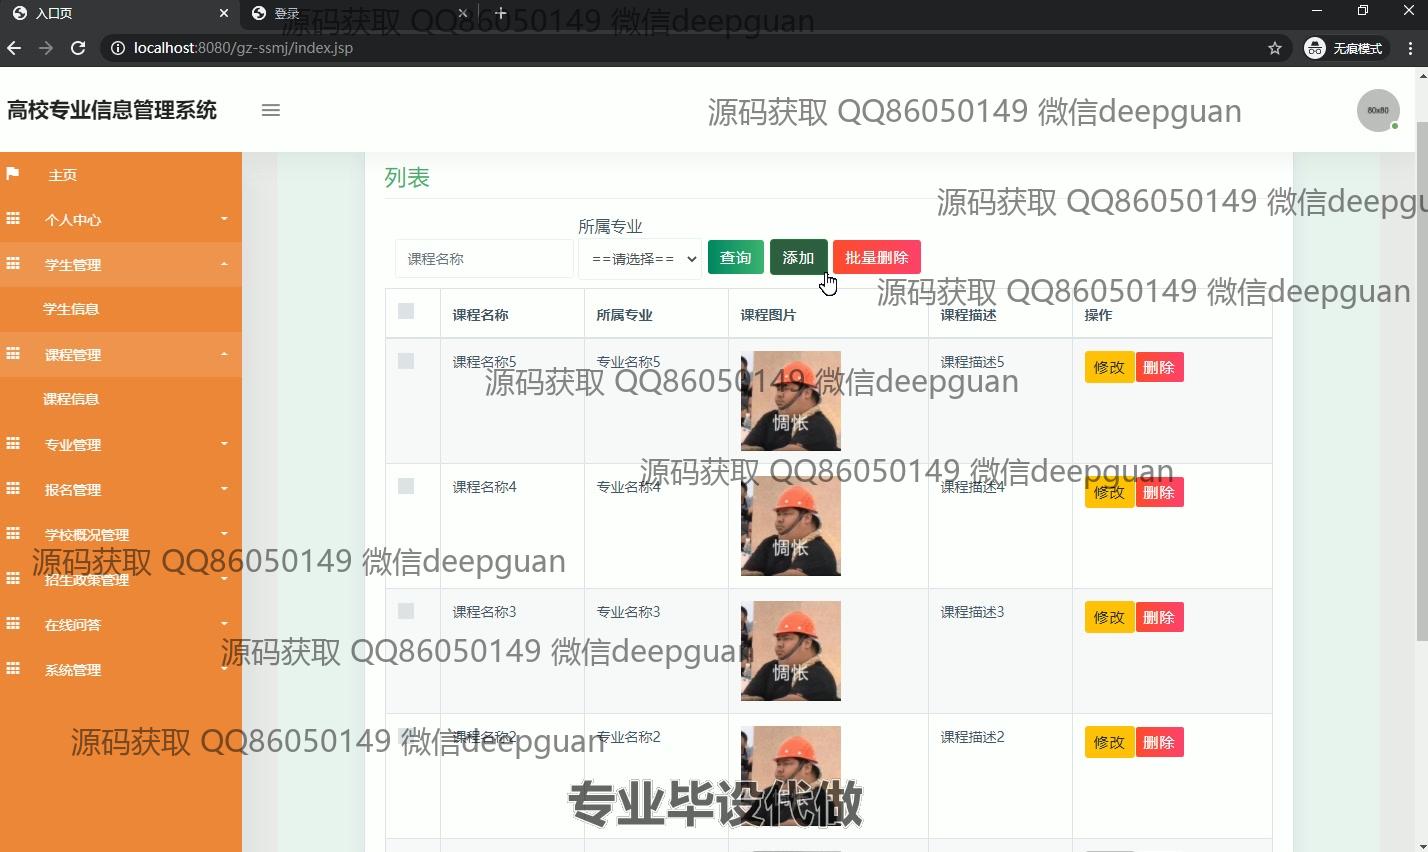 入口页
登录
源码获取 QQ86050149 微信deepguan
localhost:8080/gz-ssmj/index.jsp
无痕模式
高校专业信息管理系统
源码获取 QQ86050149 微信deepguan
80x80
主页
列表
源码获取 QQ86050149 微信deepgu
个人中心
所属专业
学生管理
课程名称
==请选择==
查询
添加
批量删除
源码获取 QQ86050149 微信deepguan
学生信息
课程名称
所属专业
课程图片
课程描述
操作
课程管理
课程名称5
专业名称5
课程描述5
修改
删除
源码获取 QQ86050149 微信deepguan
惆怅
课程信息
专业管理
源码获取 QQ86050149 微信deepguan
报名管理
课程名称4
专业名称4
课程描述4
修改
删除
惆怅
学校概况管理
源码获取 QQ86050149 微信deepguan
招生政策管理
课程名称3
专业名称3
课程描述3
修改
删除
在线问答
源码获取 QQ86050149 微信deepguan
系统管理
惆怅
源码获取 QQ86050149 微信deepguan
课程名称2
专业名称2
课程描述2
修改
删除
专业毕设代做